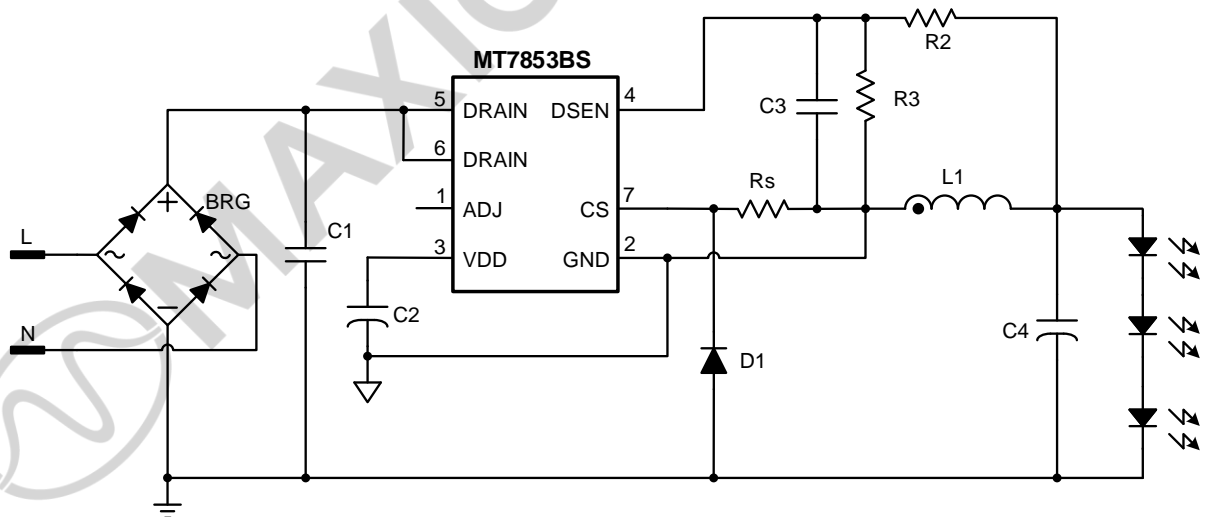 MAXIC
MT7853BS
R2
5 DRAIN DSEN 4
C3
R3
6 DRAIN
L1
Rs
BRG
1 ADJ CS 7
L
C1
3 VDD GND 2
C2
N
C4
D1